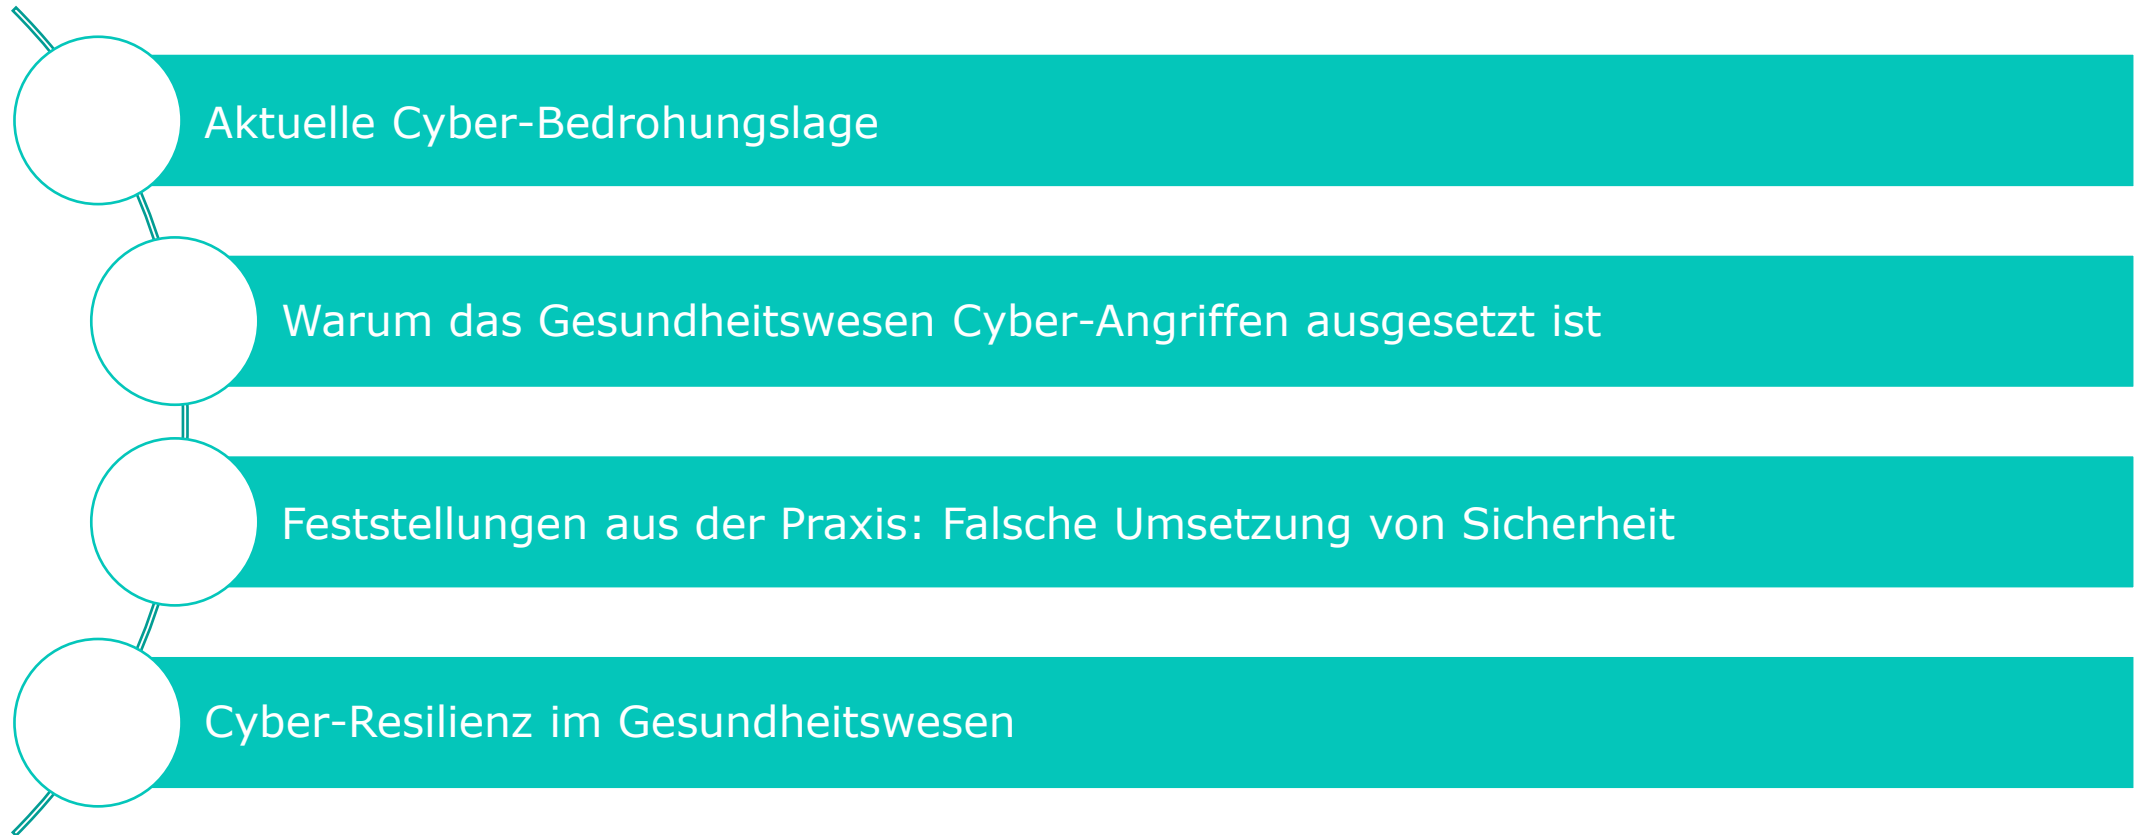 Aktuelle Cyber-Bedrohungslage
Warum das Gesundheitswesen Cyber-Angriffen ausgesetzt ist
Feststellungen aus der Praxis: Falsche Umsetzung von Sicherheit
Cyber-Resilienz im Gesundheitswesen